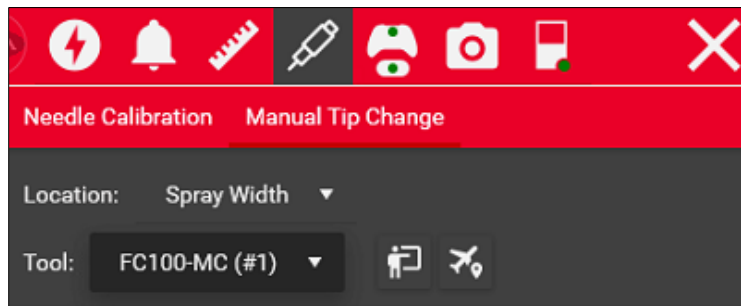 Needle Calibration Manual Tip Change
Location: Spray Width
Tool: FC100-MC (#1)